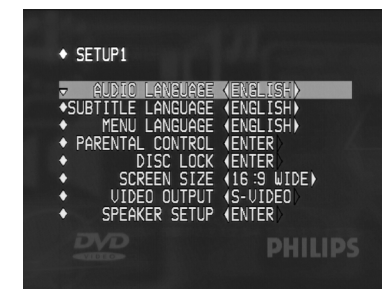 SETUP1
AUDIO LANGUAGE ENGLISH
SUBTITLE LANGUAGE ENGLISH
MENU LANGUAGE ENGLISH
PARENTAL CONTROL ENTER
DISC LOCK ENTER
SCREEN SIZE 16:9 WIDE
VIDEO OUTPUT S-VIDEO
SPEAKER SETUP ENTER
DVD
VIDEO
PHILIPS